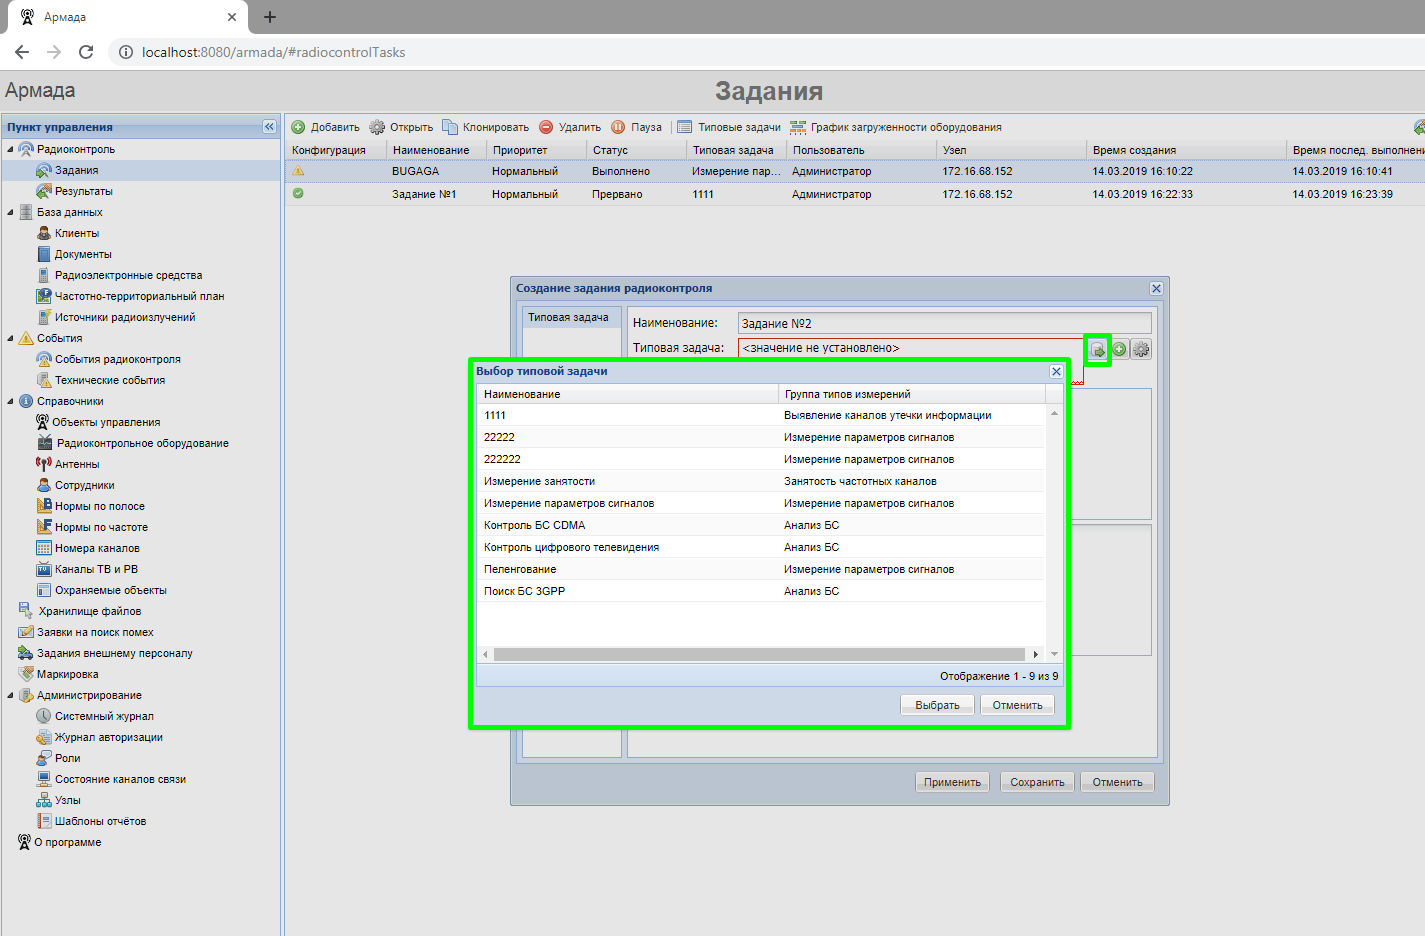 Армада
localhost:8080/armada/#radiocontrolTasks
Армада
Задания
Пункт управления
Радиоконтроль
Задания
Результаты
База данных
Клиенты
Документы
Радиоэлектронные средства
Частотно-территориальный план
Источники радиоизлучений
События
События радиоконтроля
Технические события
Справочники
Объекты управления
Радиоконтрольное оборудование
Антенны
Сотрудники
Нормы по полосе
Нормы по частоте
Номера каналов
Каналы ТВ и РВ
Охраняемые объекты
Хранилище файлов
Заявки на поиск помех
Задания внешнему персоналу
Маркировка
Администрирование
Системный журнал
Журнал авторизации
Роли
Состояние каналов связи
Узлы
Шаблоны отчётов
О программе
Добавить Открыть Клонировать Удалить Пауза Типовые задачи График загруженности оборудования
Конфигурация Наименование Приоритет Статус Типовая задача Пользователь Узел Время создания Время послед. выполнени
BUGAGA Нормальный Выполнено Измерение пар... Администратор 172.16.68.152 14.03.2019 16:10:22 14.03.2019 16:10:41
Задание №1 Нормальный Прервано 1111 Администратор 172.16.68.152 14.03.2019 16:22:33 14.03.2019 16:23:39
Создание задания радиоконтроля
Типовая задача
Наименование: Задание №2
Типовая задача: <значение не установлено>
Выбор типовой задачи
Наименование Группа типов измерений
1111 Выявление каналов утечки информации
22222 Измерение параметров сигналов
222222 Измерение параметров сигналов
Измерение занятости Занятость частотных каналов
Измерение параметров сигналов Измерение параметров сигналов
Контроль БС CDMA Анализ БС
Контроль цифрового телевидения Анализ БС
Пеленгование Измерение параметров сигналов
Поиск БС 3GPP Анализ БС
Отображение 1 - 9 из 9
Выбрать Отменить
Применить Сохранить Отменить